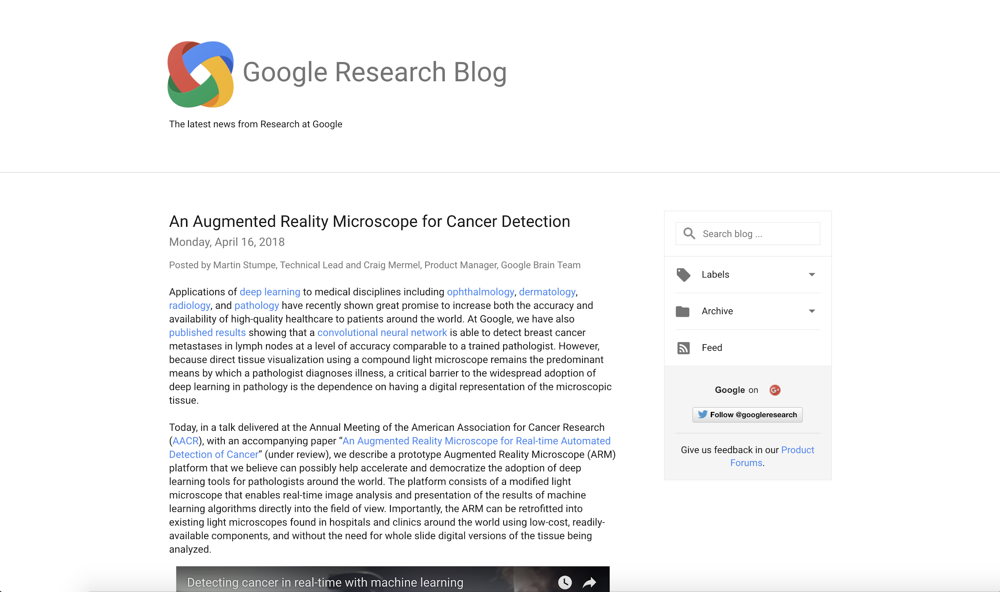 Google Research Blog
The latest news from Research at Google
An Augmented Reality Microscope for Cancer Detection
Monday, April 16, 2018
Posted by Martin Stumpe, Technical Lead and Craig Mermel, Product Manager, Google Brain Team
Applications of deep learning to medical disciplines including ophthalmology, dermatology,
radiology, and pathology have recently shown great promise to increase both the accuracy and
availability of high-quality healthcare to patients around the world. At Google, we have also
published results showing that a convolutional neural network is able to detect breast cancer
metastases in lymph nodes at a level of accuracy comparable to a trained pathologist. However,
because direct tissue visualization using a compound light microscope remains the predominant
means by which a pathologist diagnoses illness, a critical barrier to the widespread adoption of
deep learning in pathology is the dependence on having a digital representation of the microscopic
tissue.
Today, in a talk delivered at the Annual Meeting of the American Association for Cancer Research
(AACR), with an accompanying paper “An Augmented Reality Microscope for Real-time Automated
Detection of Cancer” (under review), we describe a prototype Augmented Reality Microscope (ARM)
platform that we believe can possibly help accelerate and democratize the adoption of deep
learning tools for pathologists around the world. The platform consists of a modified light
microscope that enables real-time image analysis and presentation of the results of machine
learning algorithms directly into the field of view. Importantly, the ARM can be retrofitted into
existing light microscopes found in hospitals and clinics around the world using low-cost, readily-
available components, and without the need for whole slide digital versions of the tissue being
analyzed.
Detecting cancer in real-time with machine learning
Search blog ...
Labels
Archive
Feed
Google on G+
Follow @googleresearch
Give us feedback in our Product
Forums.